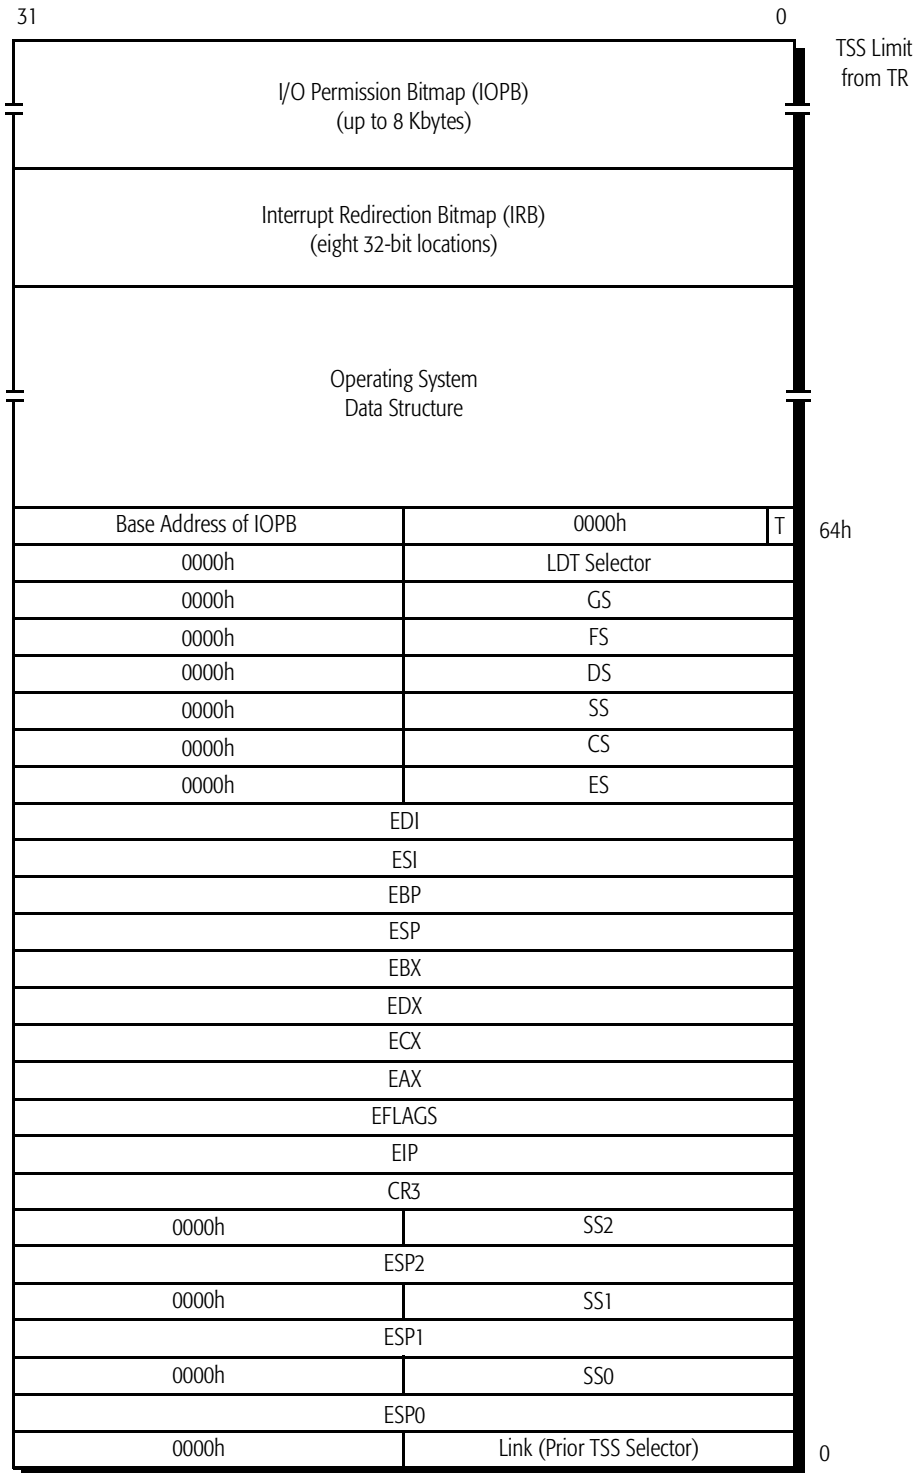 31 0
TSS Limit
from TR
I/O Permission Bitmap (IOPB)
(up to 8 Kbytes)
Interrupt Redirection Bitmap (IRB)
(eight 32-bit locations)
Operating System
Data Structure
Base Address of IOPB 0000h T 64h
0000h LDT Selector
0000h GS
0000h FS
0000h DS
0000h SS
0000h CS
0000h ES
EDI
ESI
EBP
ESP
EBX
EDX
ECX
EAX
EFLAGS
EIP
CR3
0000h SS2
ESP2
0000h SS1
ESP1
0000h SS0
ESP0
0000h Link (Prior TSS Selector) 0